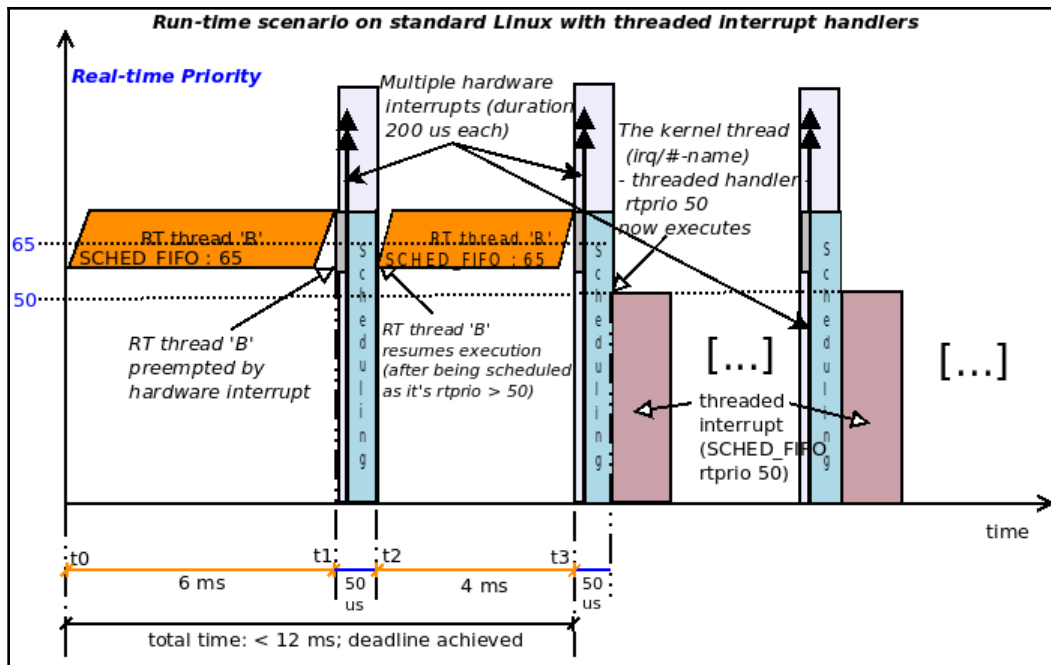 Run-time scenario on standard Linux with threaded interrupt handlers
Real-time Priority
Multiple hardware
interrupts (duration
200 us each)
The kernel thread
(irq/#-name)
- threaded handler -
rtprio 50
now executes
65
RT thread 'B'
SCHED_FIFO : 65
RT thread 'B'
SCHED_FIFO : 65
Scheduling
Scheduling
Scheduling
50
RT thread 'B'
preempted by
hardware interrupt
RT thread 'B'
resumes execution
(after being scheduled
as it's rtprio > 50)
[...]
[...]
threaded
interrupt
(SCHED_FIFO
rtprio 50)
time
t0
t1
t2
t3
6 ms
50
us
4 ms
50
us
total time: < 12 ms; deadline achieved